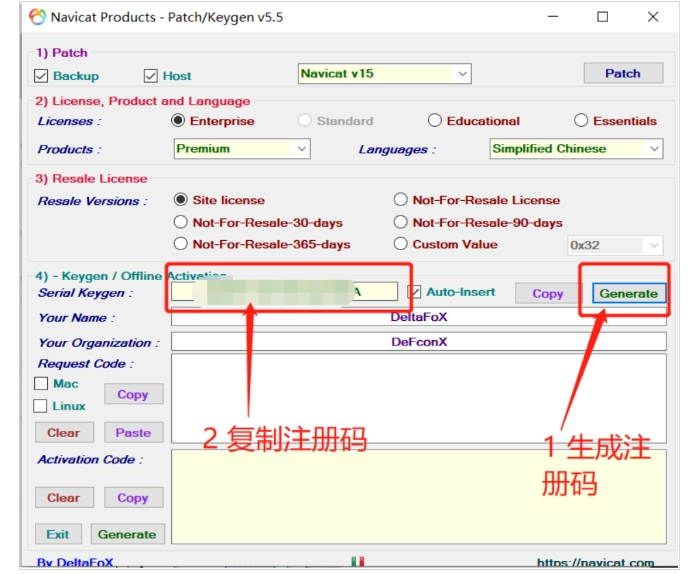 Navicat Products - Patch/Keygen v5.5
1) Patch
Backup Host Navicat v15 Patch
2) License, Product and Language
Licenses : Enterprise Standard Educational Essentials
Products : Premium Languages : Simplified Chinese
3) Resale License
Resale Versions : Site license Not-For-Resale License
Not-For-Resale-30-days Not-For-Resale-90-days
Not-For-Resale-365-days Custom Value 0x32
4) - Keygen / Offline Activation
Serial Keygen : A Auto-Insert Copy Generate
Your Name : DeltaFoX
Your Organization : DeFconX
Request Code :
Mac
Copy
Linux
Clear Paste
2 复制注册码
1 生成注
册码
Activation Code :
Clear Copy
Exit Generate
By DeltaFoX https://navicat.com